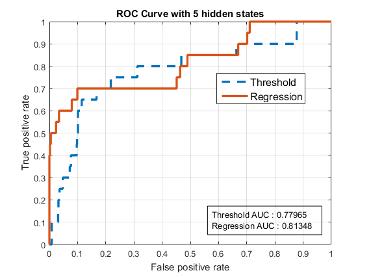 ROC Curve with 5 hidden states
True positive rate
1
0.9
0.8
0.7
0.6
0.5
0.4
0.3
0.2
0.1
0
Threshold
Regression
Threshold AUC : 0.77965
Regression AUC : 0.81348
0 0.1 0.2 0.3 0.4 0.5 0.6 0.7 0.8 0.9 1
False positive rate